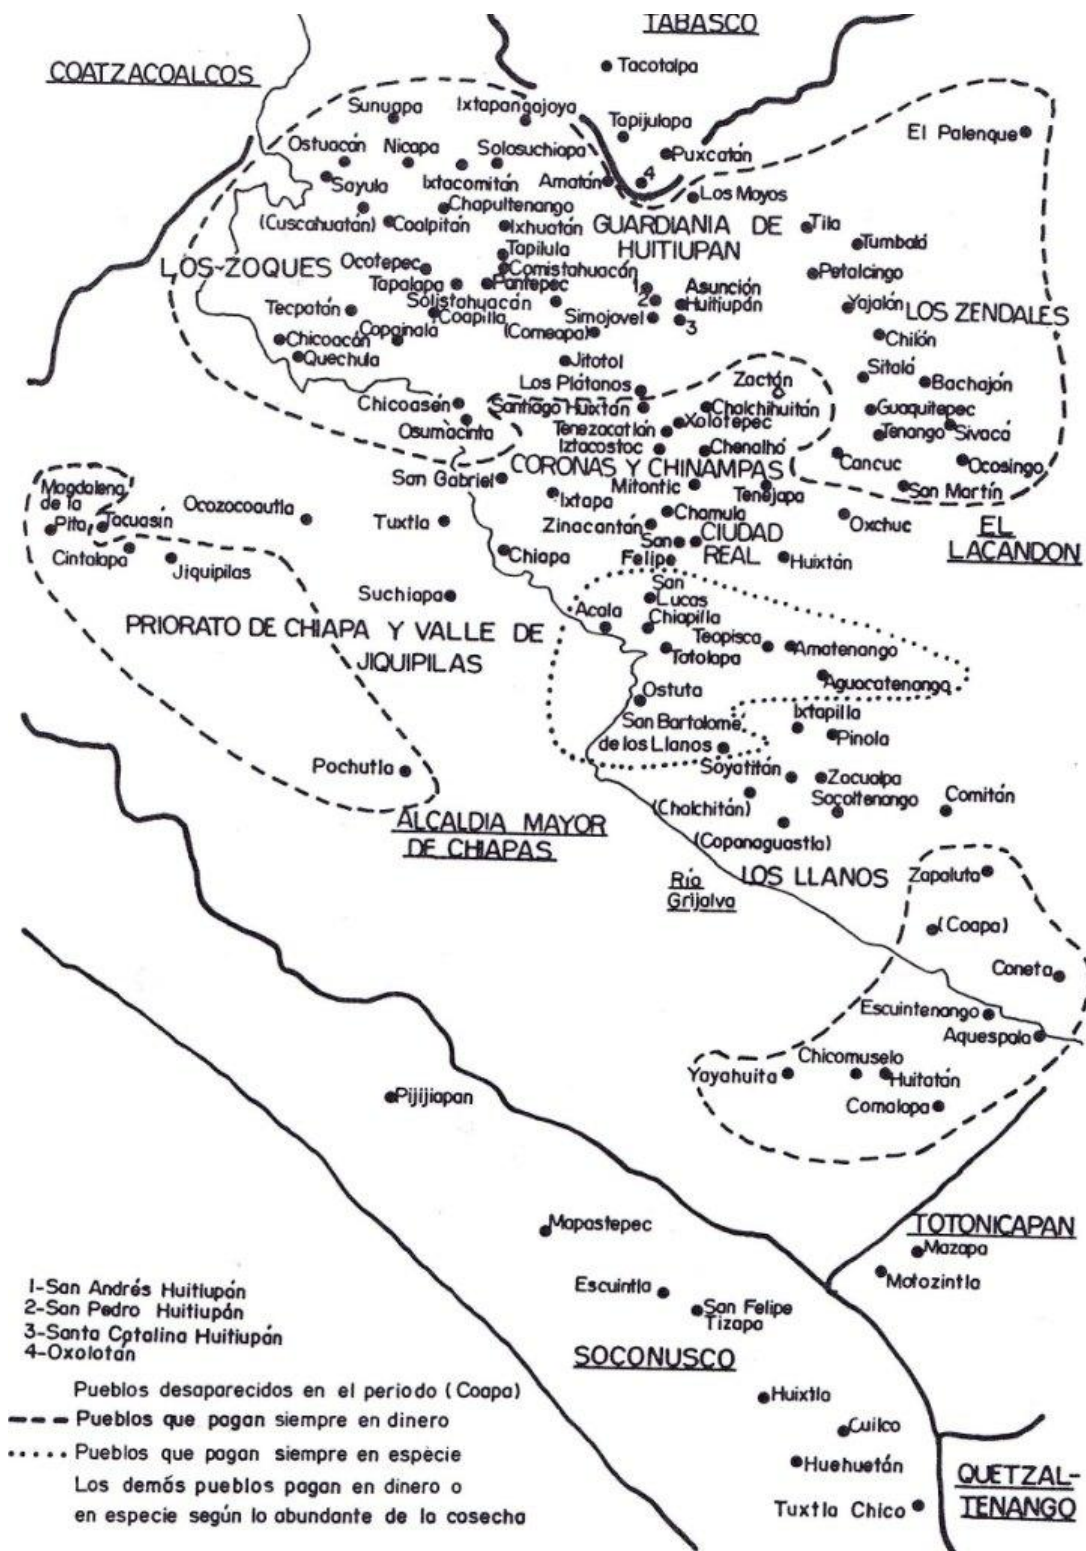 TABASCO
COATZACOALCOS
Tacotalpa
Sunuapa
Ixtapangajoya
Tapijulapa
El Palenque
Ostuacán
Nicapa
Solosuchiapa
Puxcatán
4
Sayula
Ixtacomitán
Amatán
Los Moyos
Chapultenango
(Cuscahuatán)
Coalpitán
Ixhuatán
GUARDIANIA DE
HUITIUPAN
Tila
Tumbalá
Tapilula
LOS-ZOQUES
Ocotepec
Comistahuacán
Petalcingo
Tapalapa
Pantepec
1
Asunción
Huitiupán
2
Solistahuacán
Yajalón
LOS ZENDALES
Tecpatán
Coapilla
Simojovel
3
Copainalá
(Comeapa)
Chilón
Chicoacán
Quechula
Jitotol
Sitalá
Bachajón
Los Plátonos
Zactán
Chicoasén
Santiago Huixtán
Chalchihuitán
Guaquitepec
Xolotepec
Osumacinta
Tenezacatlán
Tenango
Sivacá
Iztacostoc
Chenalhó
Cancuc
Ocosingo
CORONAS Y CHINAMPAS
San Gabriel
Mitontic
Magdalena
de la
Pita
Ixtapa
Tenejapa
San Martín
Ocozocoautla
Tacuasín
Tuxtla
Chamula
Oxchuc
EL
LACANDON
Zinacantán
CIUDAD
REAL
Cintalapa
Jiquipilas
Chiapa
San
Felipe
Huixtán
Suchiapa
San
Lucas
Acala
Chiapilla
PRIORATO DE CHIAPA Y VALLE DE
JIQUIPILAS
Teopisca
Amatenango
Totolapa
Aguacatenango
Ostuta
Ixtapilla
San Bartolome
de los Llanos
Pinola
Pochutla
Soyatitán
Zacualpa
Socoltenango
Comitán
(Chalchitán)
ALCALDIA MAYOR
DE CHIAPAS
(Copanaguastla)
Río
Grijalva
LOS LLANOS
Zapaluta
(Coapa)
Coneta
Escuintenango
Aquespala
Chicomuselo
Yayahuita
Huitatán
Comalapa
Pijijiapan
Mapastepec
TOTONICAPAN
Mazapa
Motozintla
Escuintla
San Felipe
Tizapa
SOCONUSCO
Huixtla
Cuilco
Huehuetán
Tuxtla Chico
QUETZAL-
TENANGO
1-San Andrés Huitiupán
2-San Pedro Huitiupán
3-Santa Catalina Huitiupán
4-Oxolotán
Pueblos desaparecidos en el periodo (Coapa)
Pueblos que pagan siempre en dinero
Pueblos que pagan siempre en espècie
Los demás pueblos pagan en dinero o
en especie según lo abundante de la cosecha